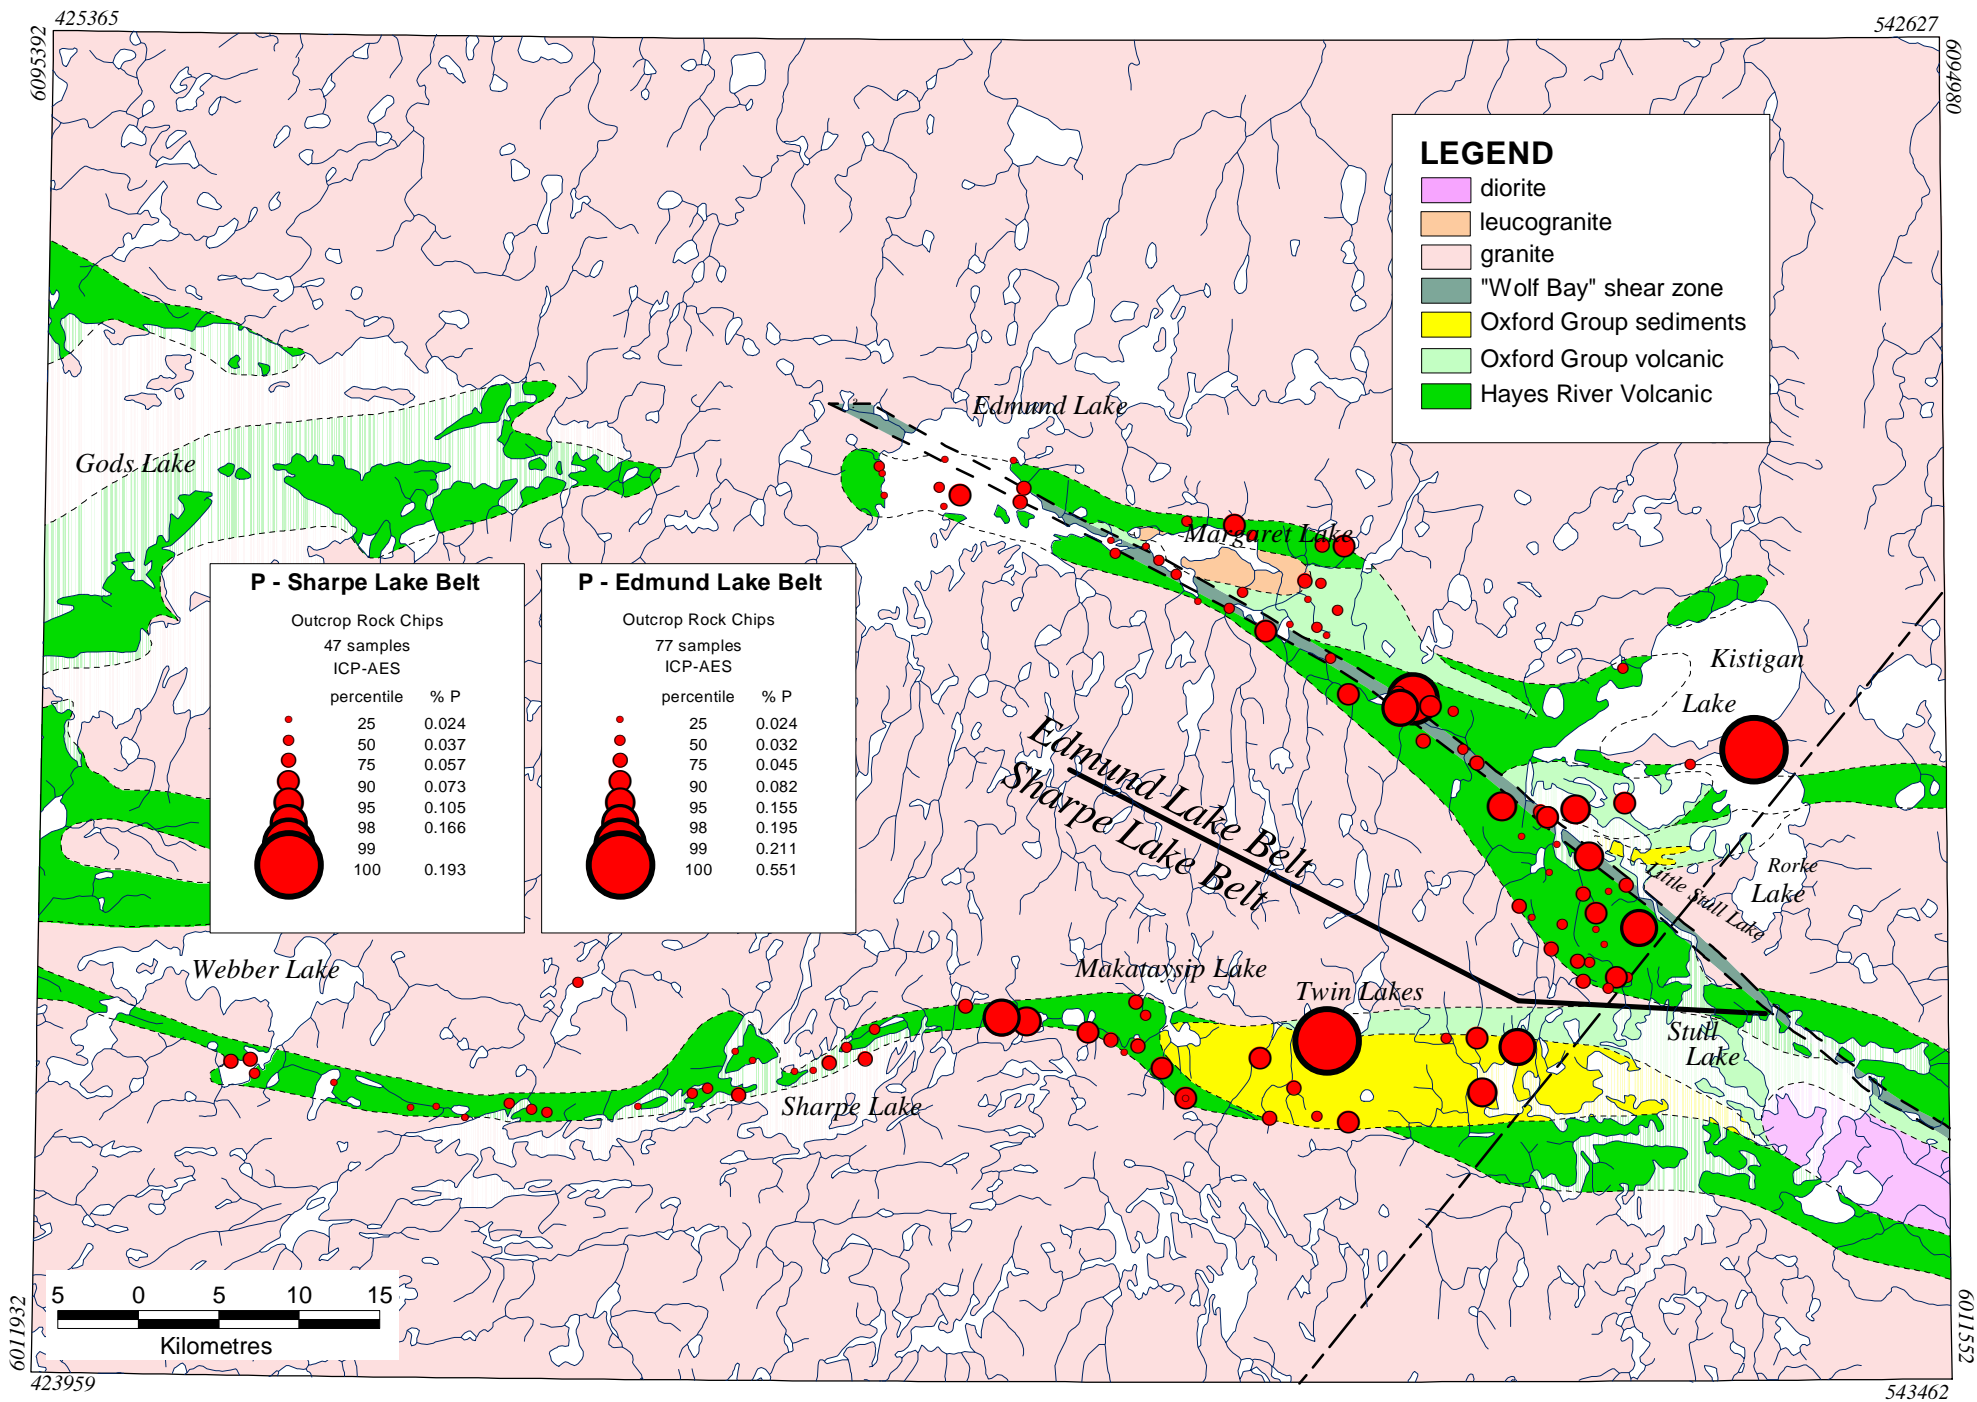 425365
542627
6095392
6094980
LEGEND
diorite
leucogranite
granite
"Wolf Bay" shear zone
Oxford Group sediments
Oxford Group volcanic
Hayes River Volcanic
Edmund Lake
Gods Lake
Margaret Lake
Kistigan
Lake
P - Sharpe Lake Belt
Outcrop Rock Chips
47 samples
ICP-AES
percentile % P
25 0.024
50 0.037
75 0.057
90 0.073
95 0.105
98 0.166
99
100 0.193
P - Edmund Lake Belt
Outcrop Rock Chips
77 samples
ICP-AES
percentile % P
25 0.024
50 0.032
75 0.045
90 0.082
95 0.155
98 0.195
99 0.211
100 0.551
Edmund Lake Belt
Sharpe Lake Belt
Rorke
Lake
Little Stull Lake
Webber Lake
Makataysip Lake
Twin Lakes
Stull
Lake
Sharpe Lake
5 0 5 10 15
Kilometres
6011932
6011552
423959
543462